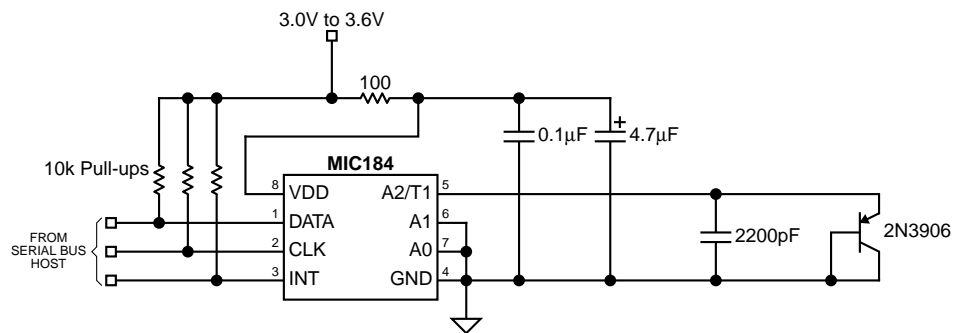 3.0V to 3.6V
100
0.1µF
4.7µF
+
10k Pull-ups
MIC184
8 VDD A2/T1 5
1 DATA A1 6
2 CLK A0 7
3 INT GND 4
2200pF
2N3906
FROM
SERIAL BUS
HOST